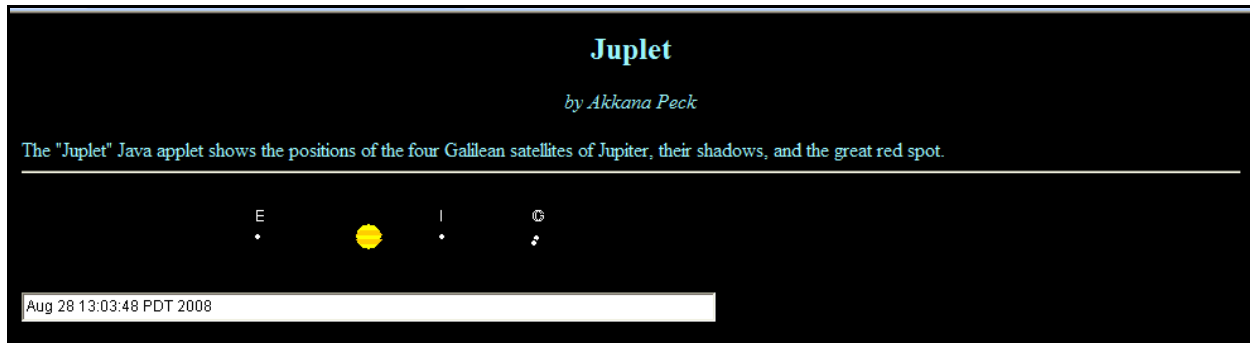 Juplet
by Akkana Peck
The "Juplet" Java applet shows the positions of the four Galilean satellites of Jupiter, their shadows, and the great red spot.
E I
Aug 28 13:03:48 PDT 2008